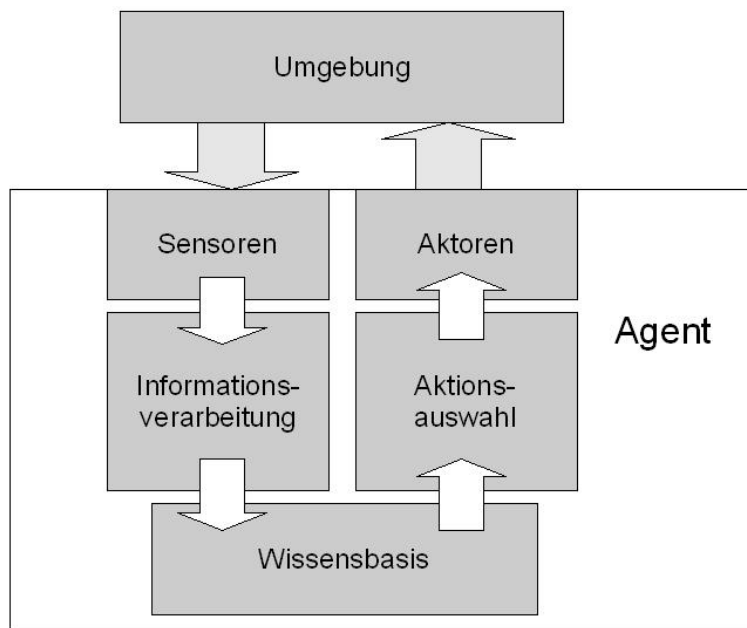 Umgebung
Sensoren
Aktoren
Agent
Informations-
verarbeitung
Aktions-
auswahl
Wissensbasis